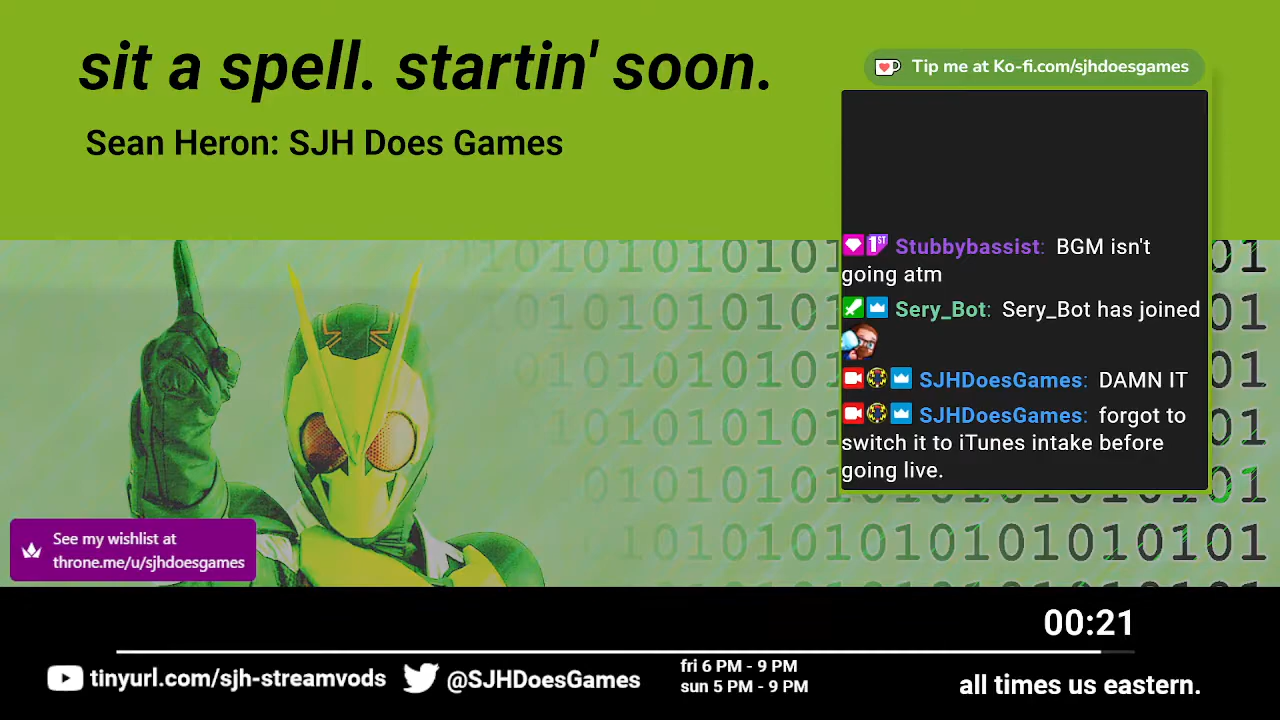 sit a spell. startin' soon.
Sean Heron: SJH Does Games
Tip me at Ko-fi.com/sjhdoesgames
Stubbybassist: BGM isn't
going atm
Sery_Bot: Sery_Bot has joined
SJHDoesGames: DAMN IT
SJHDoesGames: forgot to
switch it to iTunes intake before
going live.
See my wishlist at
throne.me/u/sjhdoesgames
00:21
tinyurl.com/sjh-streamvods
@SJHDoesGames
fri 6 PM - 9 PM
sun 5 PM - 9 PM
all times us eastern.